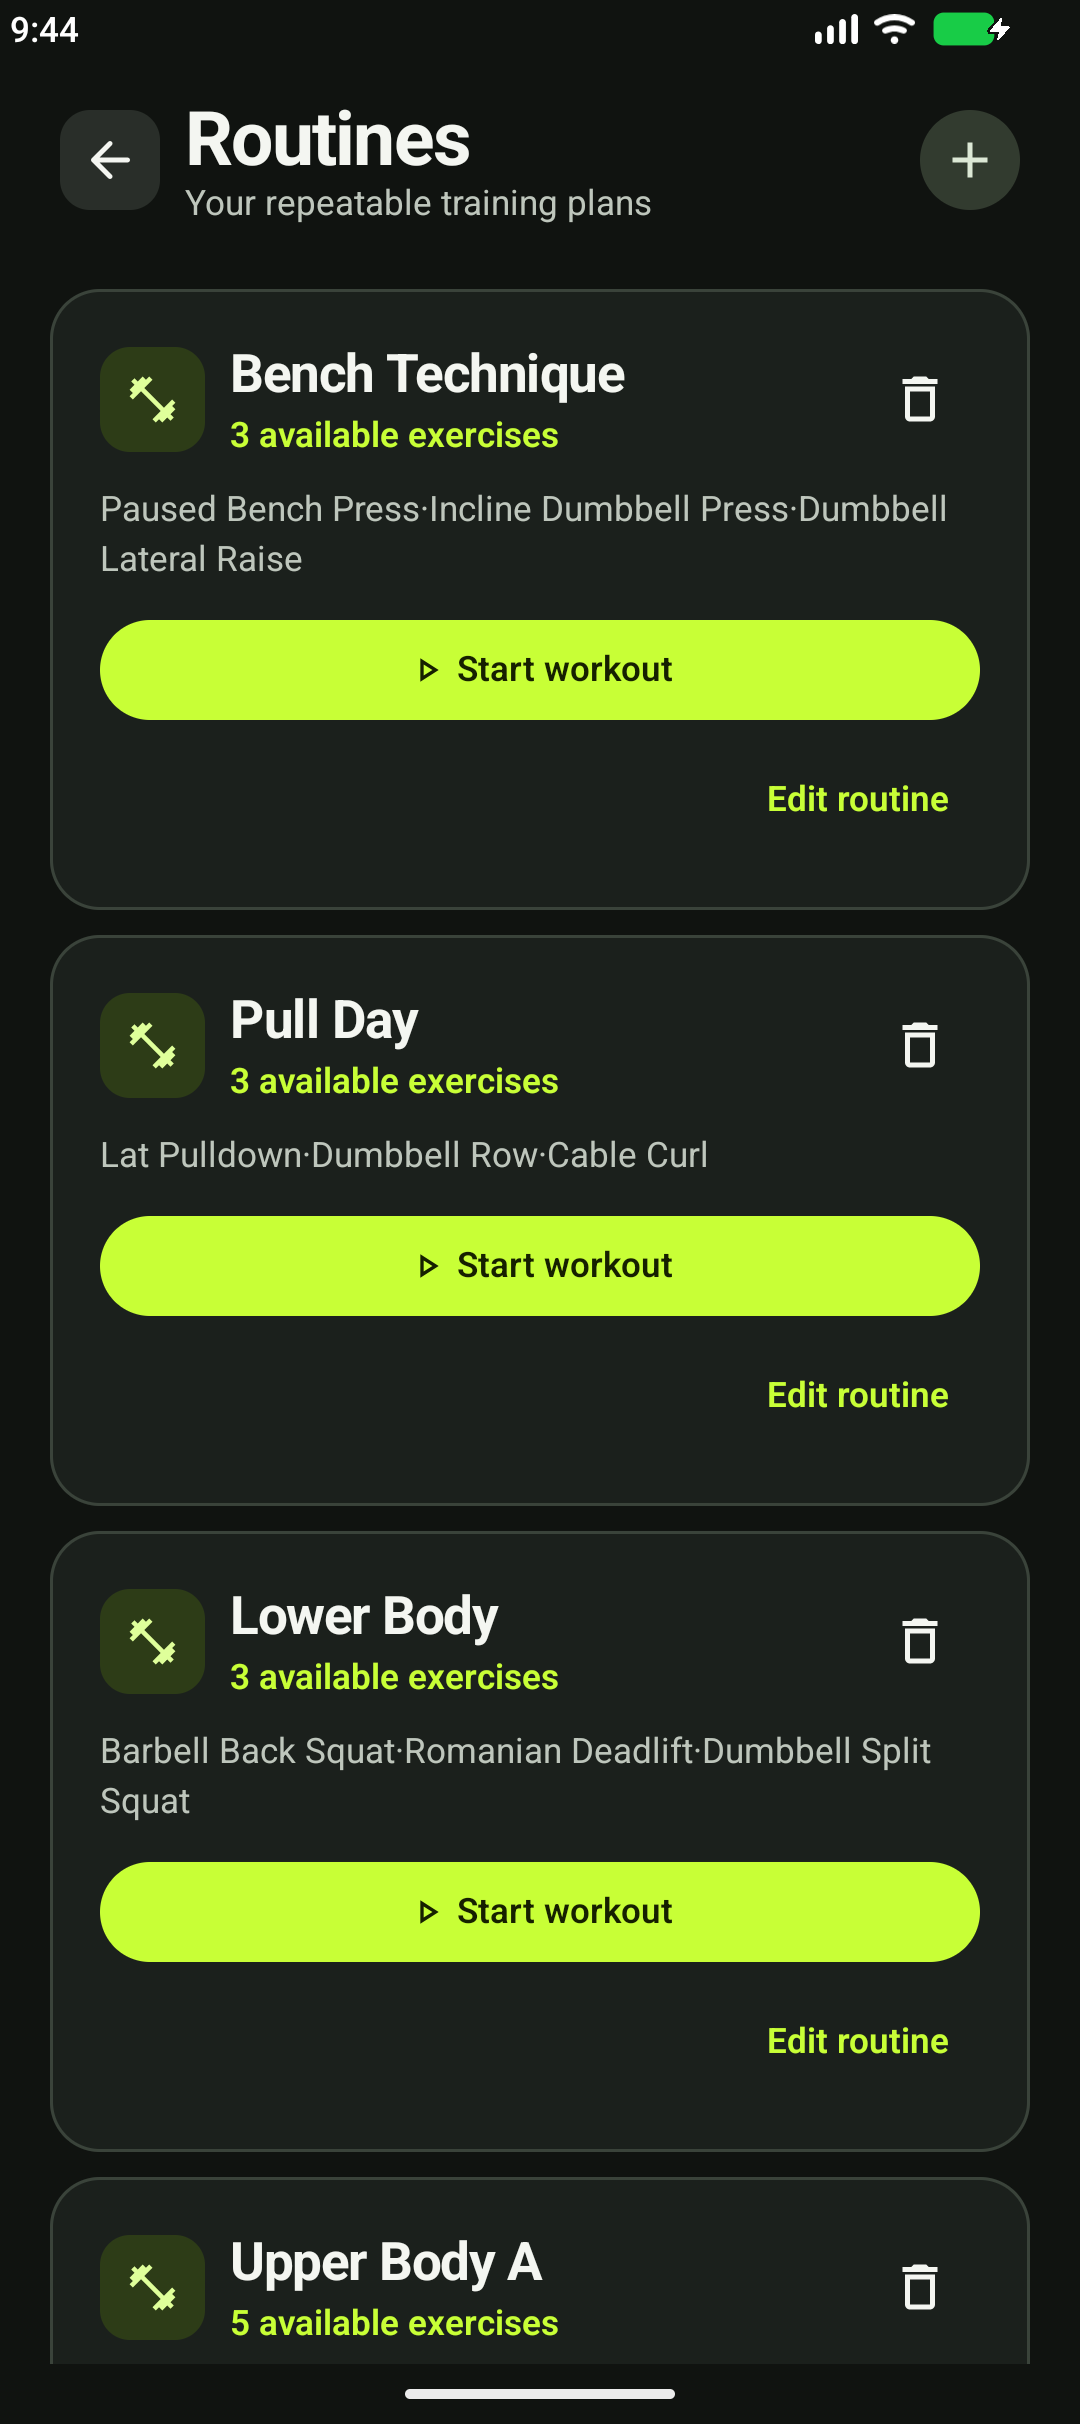 9:44
Routines
Your repeatable training plans
Bench Technique
3 available exercises
Paused Bench Press·Incline Dumbbell Press·Dumbbell
Lateral Raise
Start workout
Edit routine
Pull Day
3 available exercises
Lat Pulldown·Dumbbell Row·Cable Curl
Start workout
Edit routine
Lower Body
3 available exercises
Barbell Back Squat·Romanian Deadlift·Dumbbell Split
Squat
Start workout
Edit routine
Upper Body A
5 available exercises